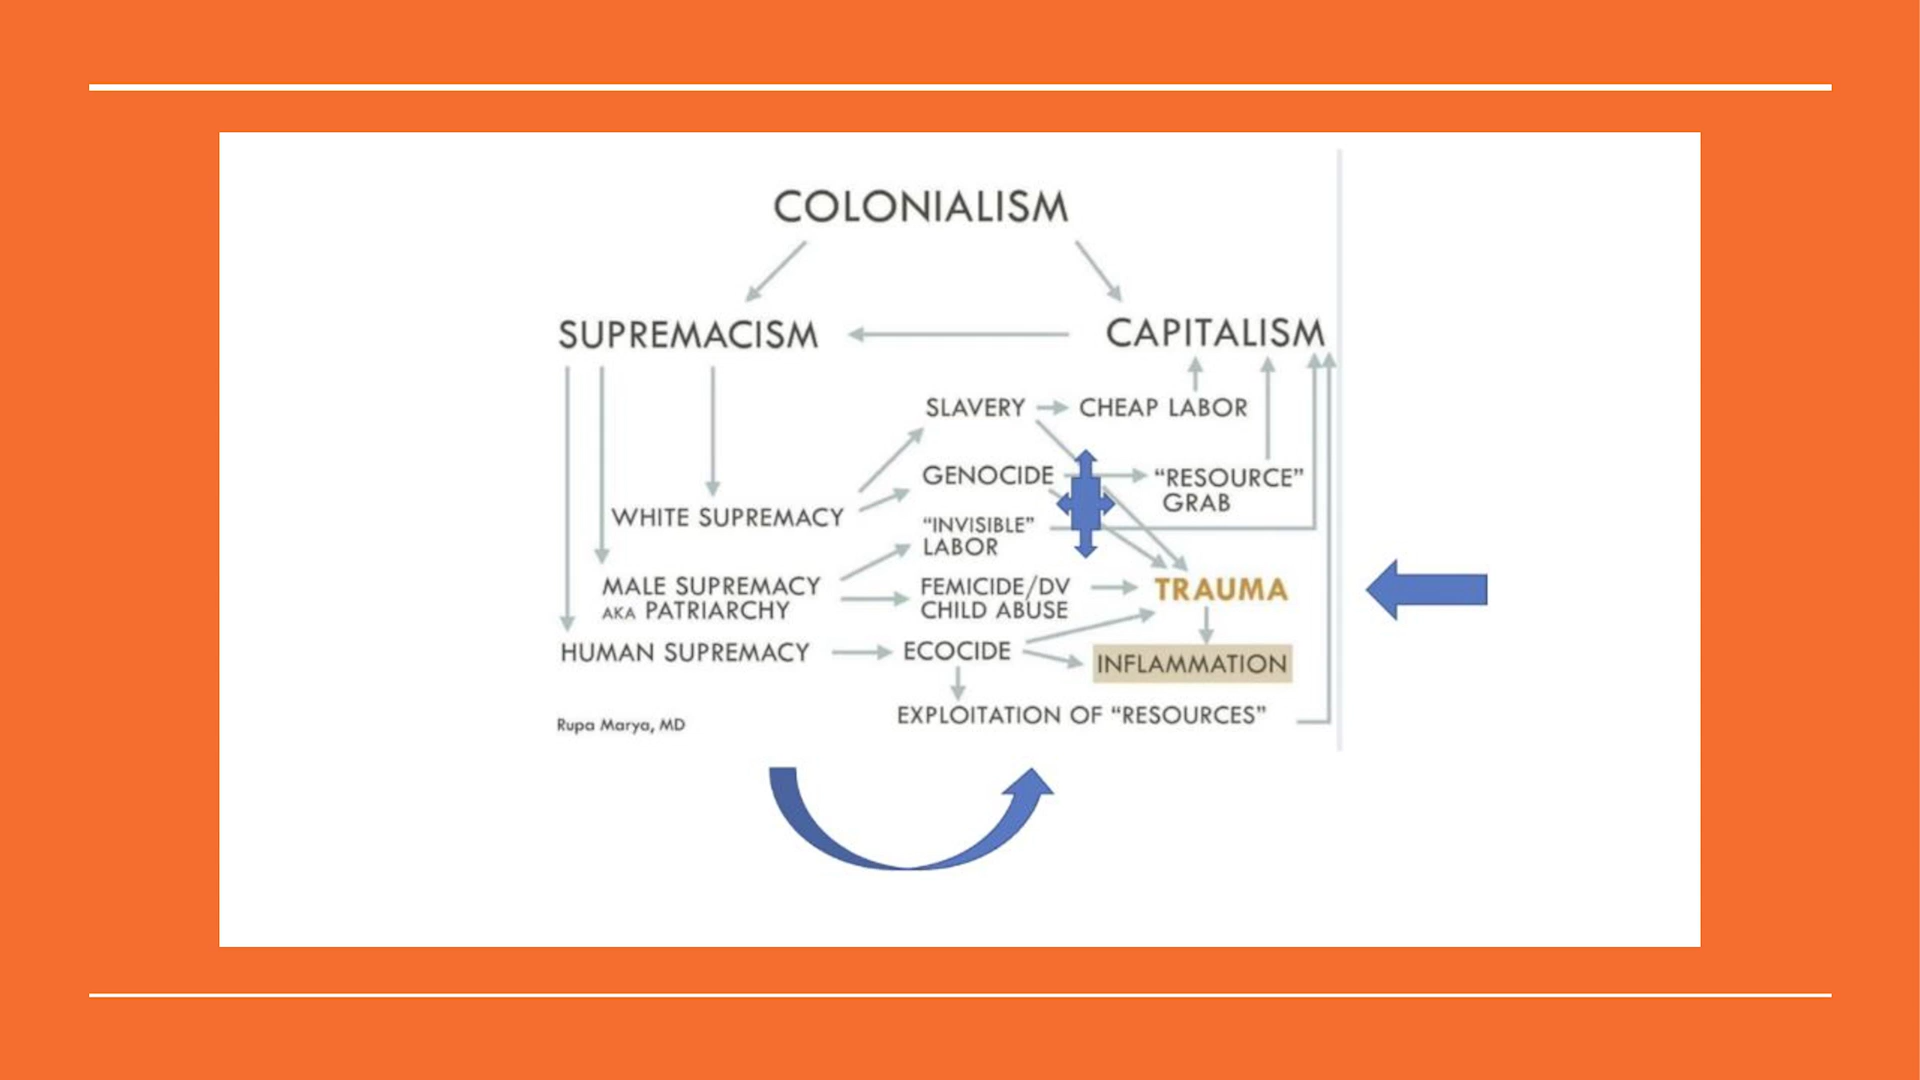 COLONIALISM
SUPREMACISM
CAPITALISM
SLAVERY
CHEAP LABOR
GENOCIDE
"RESOURCE"
GRAB
WHITE SUPREMACY
"INVISIBLE"
LABOR
MALE SUPREMACY
AKA PATRIARCHY
FEMICIDE/DV
CHILD ABUSE
TRAUMA
HUMAN SUPREMACY
ECOCIDE
INFLAMMATION
EXPLOITATION OF "RESOURCES"
Rupa Marya, MD